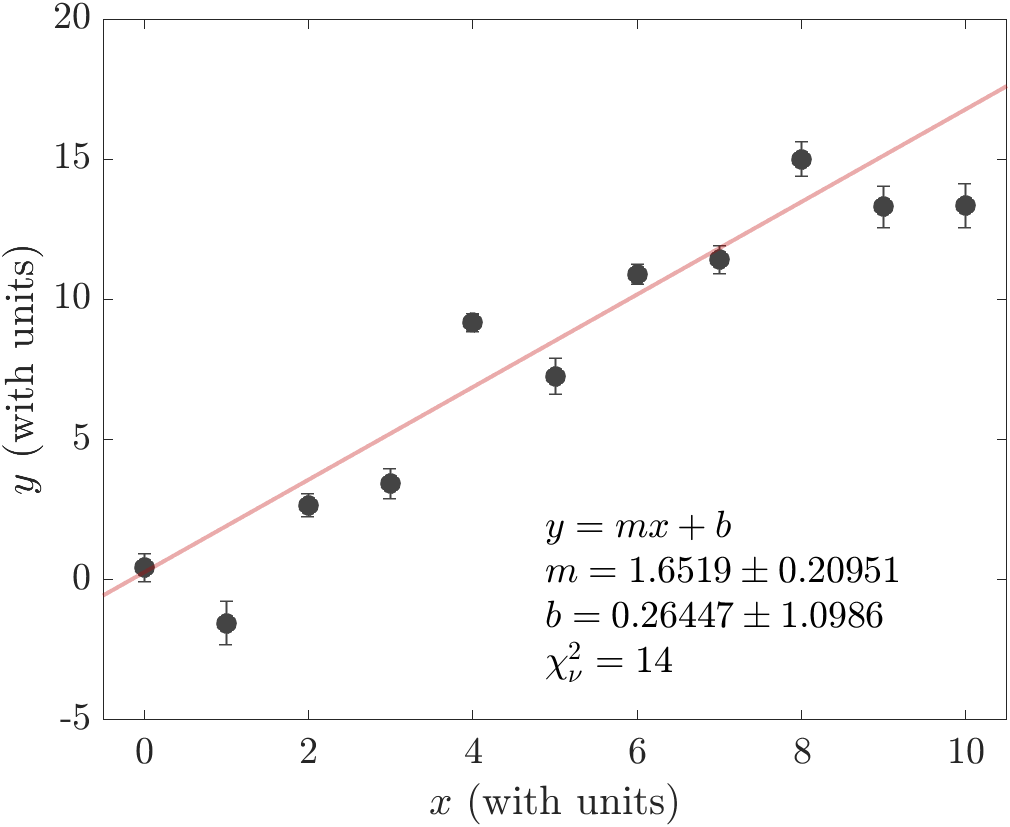 20
15
10
5
0
-5
y (with units)
y = mx + b
m = 1.6519 ± 0.20951
b = 0.26447 ± 1.0986
χ²ᵥ = 14
0 2 4 6 8 10
x (with units)